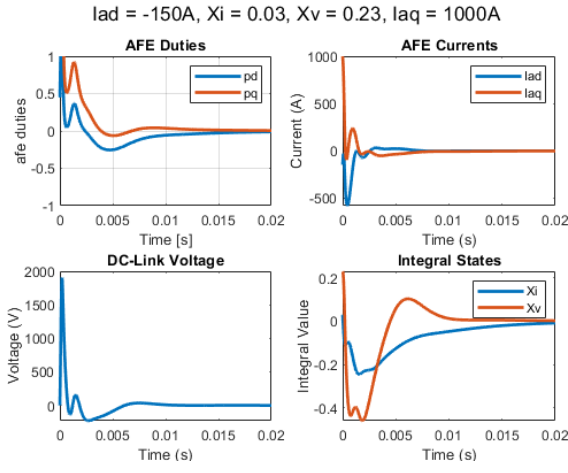 Iad = -150A, Xi = 0.03, Xv = 0.23, Iaq = 1000A
AFE Duties
afe duties
1
0.5
0
-0.5
-1
pd
pq
0 0.005 0.01 0.015 0.02
Time [s]
AFE Currents
Current (A)
1000
500
0
-500
Iad
Iaq
0 0.005 0.01 0.015 0.02
Time (s)
DC-Link Voltage
Voltage (V)
2000
1500
1000
500
0
0 0.005 0.01 0.015 0.02
Time (s)
Integral States
Integral Value
0.2
0
-0.2
-0.4
Xi
Xv
0 0.005 0.01 0.015 0.02
Time (s)